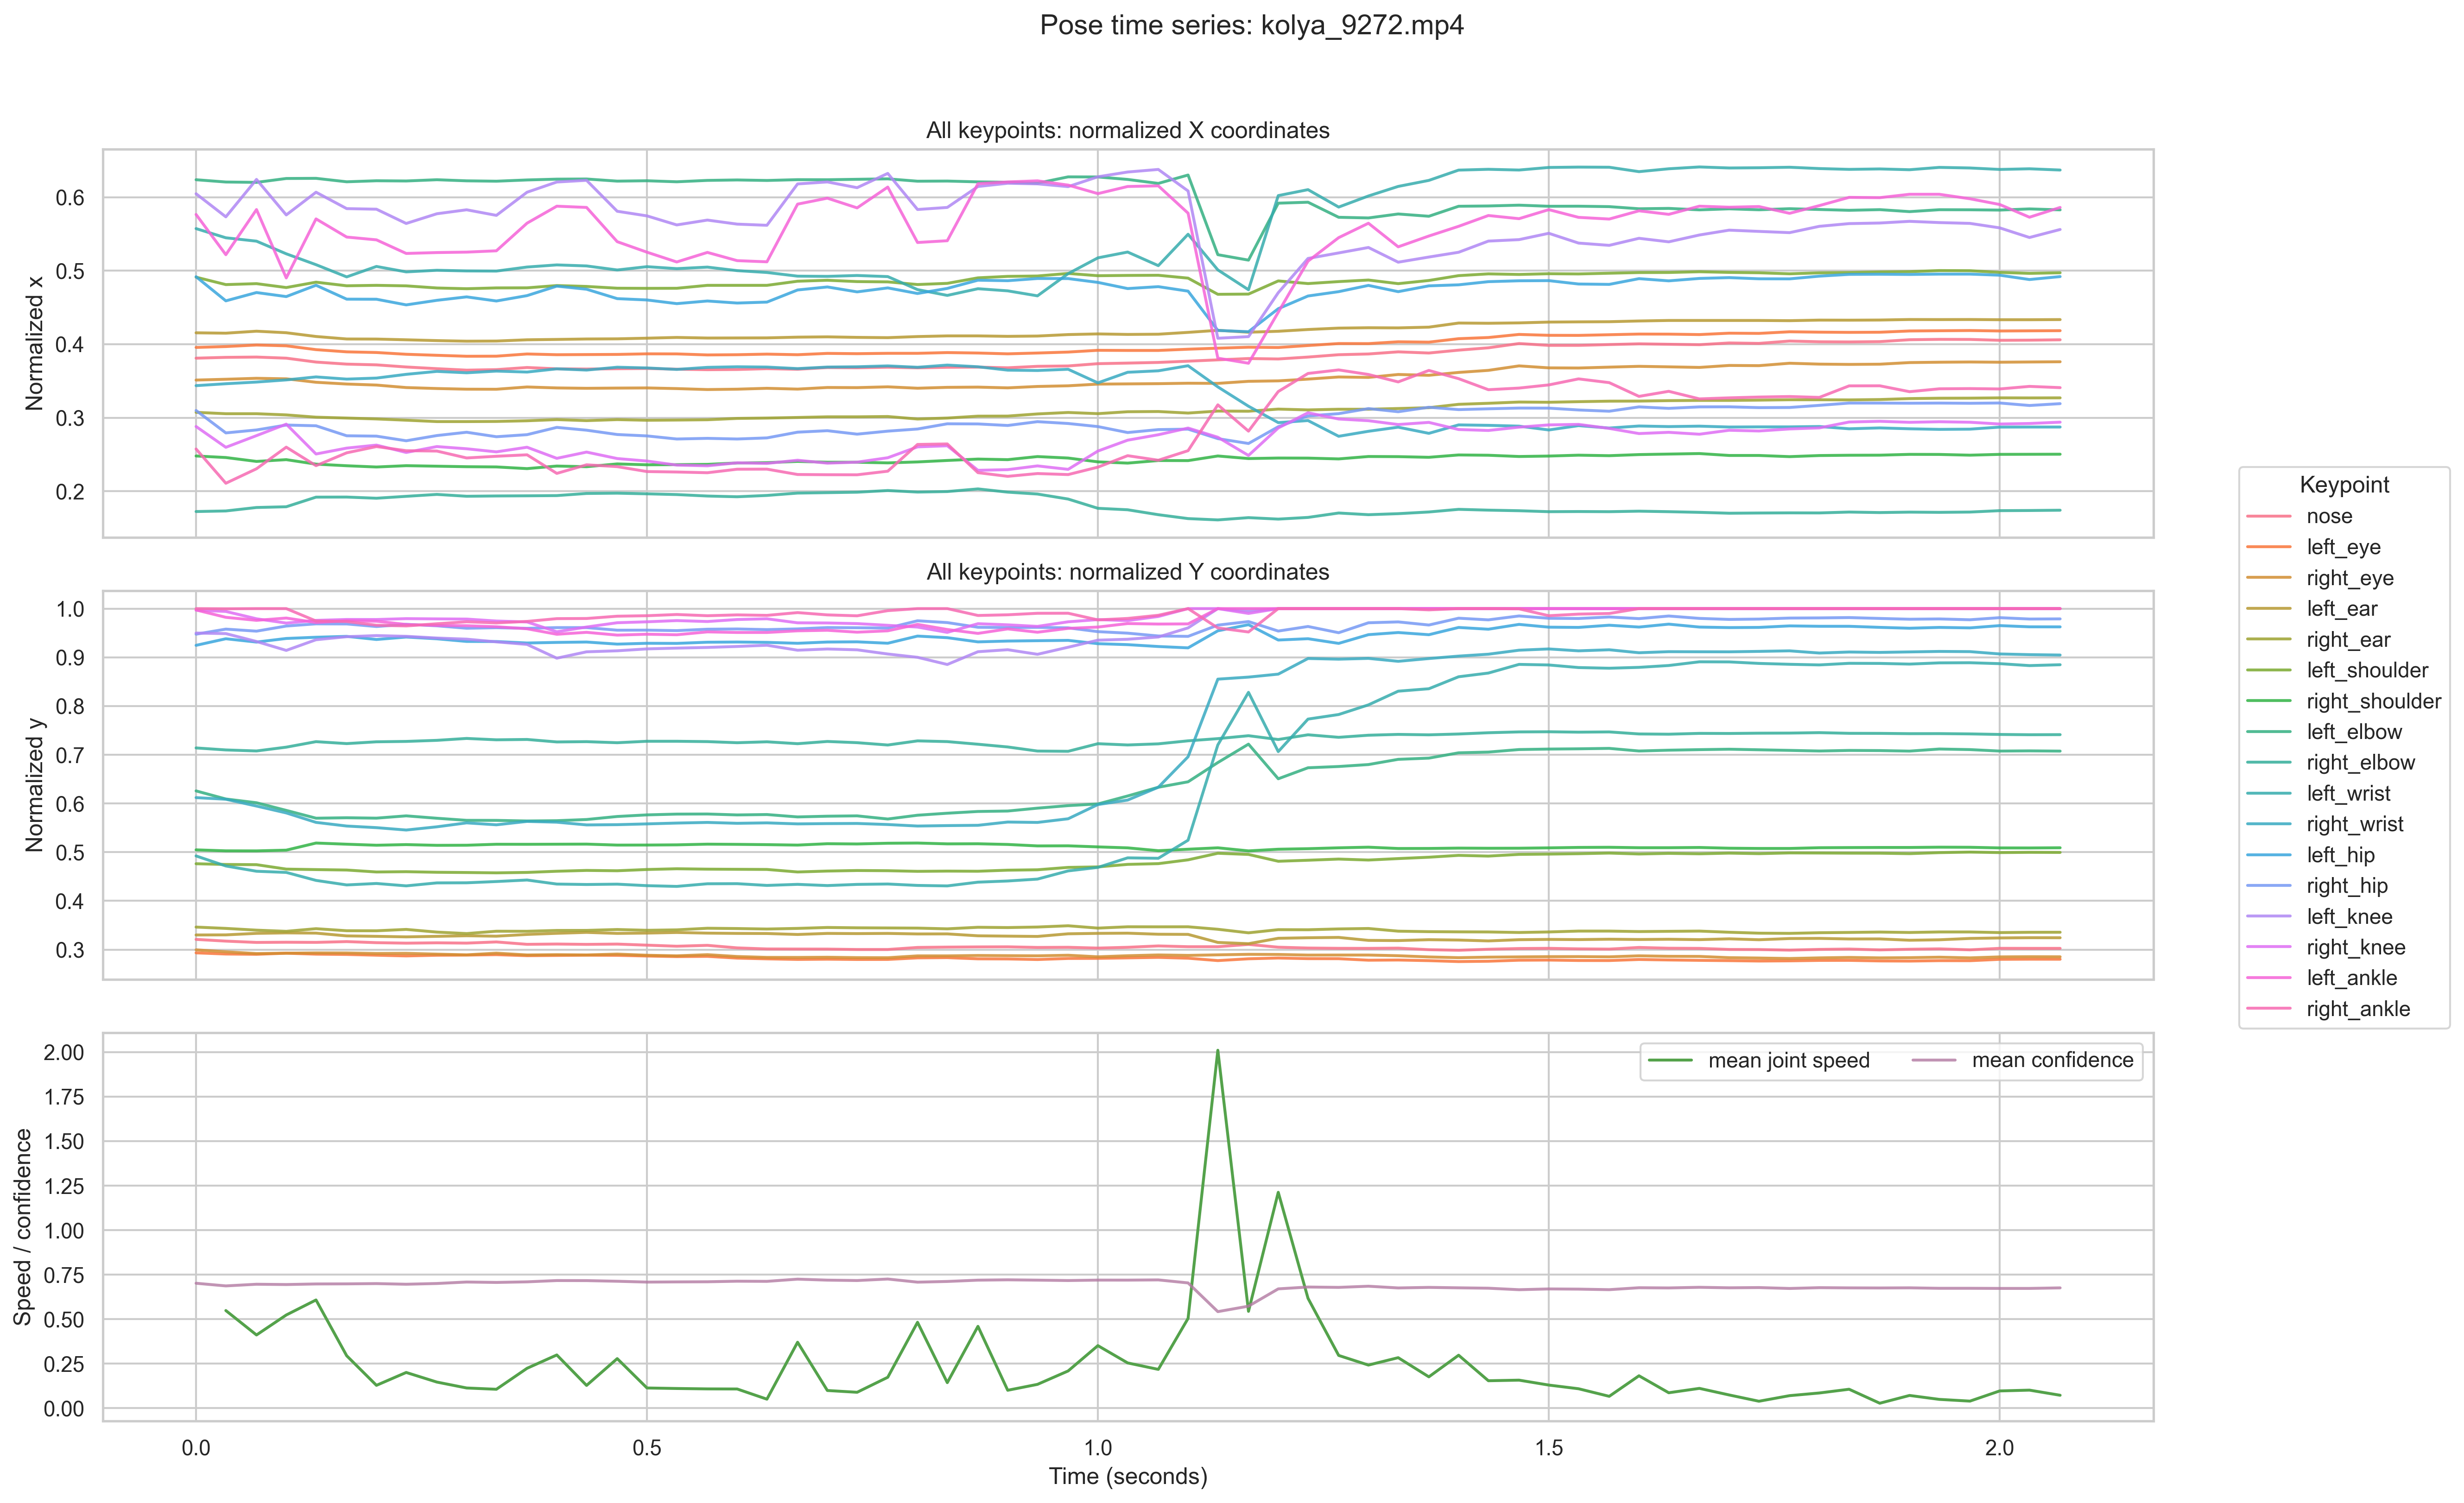 Pose time series: kolya_9272.mp4
All keypoints: normalized X coordinates
Normalized x
0.6
0.5
0.4
0.3
0.2
All keypoints: normalized Y coordinates
Normalized y
1.0
0.9
0.8
0.7
0.6
0.5
0.4
0.3
Keypoint
nose
left_eye
right_eye
left_ear
right_ear
left_shoulder
right_shoulder
left_elbow
right_elbow
left_wrist
right_wrist
left_hip
right_hip
left_knee
right_knee
left_ankle
right_ankle
Speed / confidence
2.00
1.75
1.50
1.25
1.00
0.75
0.50
0.25
0.00
mean joint speed
mean confidence
0.0
0.5
1.0
1.5
2.0
Time (seconds)